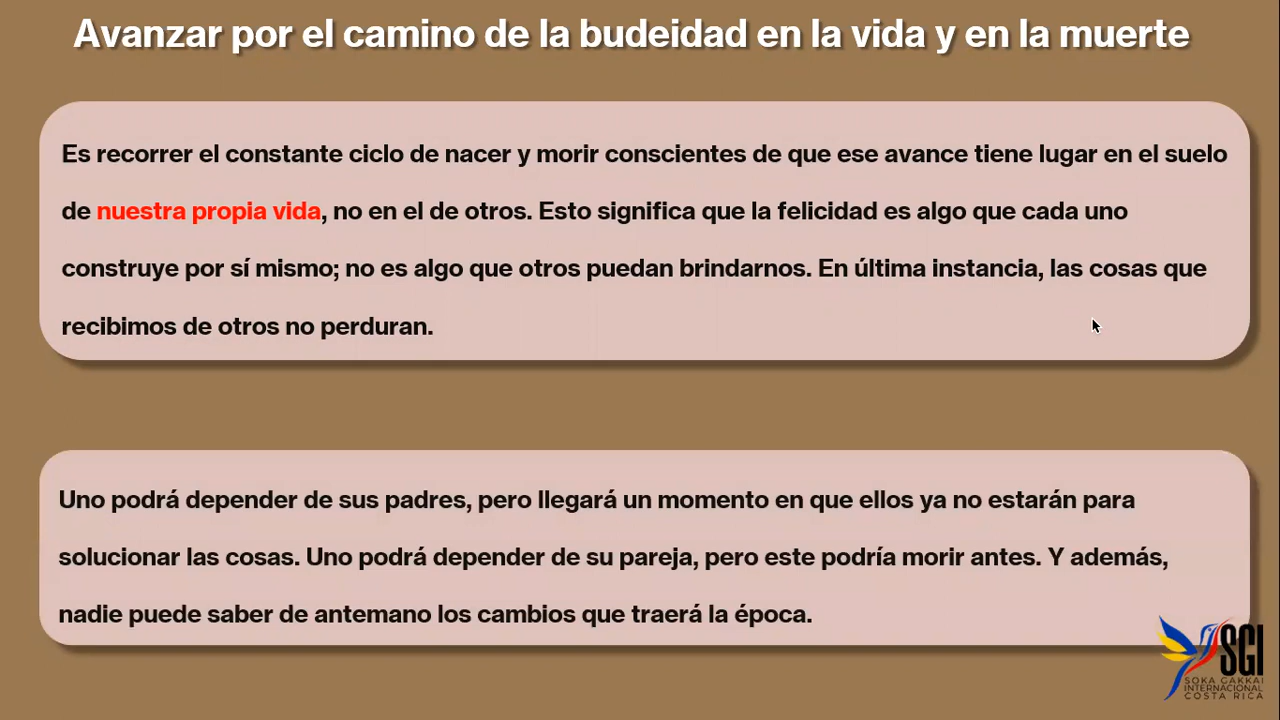 Avanzar por el camino de la budeidad en la vida y en la muerte
Es recorrer el constante ciclo de nacer y morir conscientes de que ese avance tiene lugar en el suelo
de nuestra propia vida, no en el de otros. Esto significa que la felicidad es algo que cada uno
construye por sí mismo; no es algo que otros puedan brindarnos. En última instancia, las cosas que
recibimos de otros no perduran.
Uno podrá depender de sus padres, pero llegará un momento en que ellos ya no estarán para
solucionar las cosas. Uno podrá depender de su pareja, pero este podría morir antes. Y además,
nadie puede saber de antemano los cambios que traerá la época.
SGI
SOKA GAKKAI
INTERNACIONAL
COSTA RICA